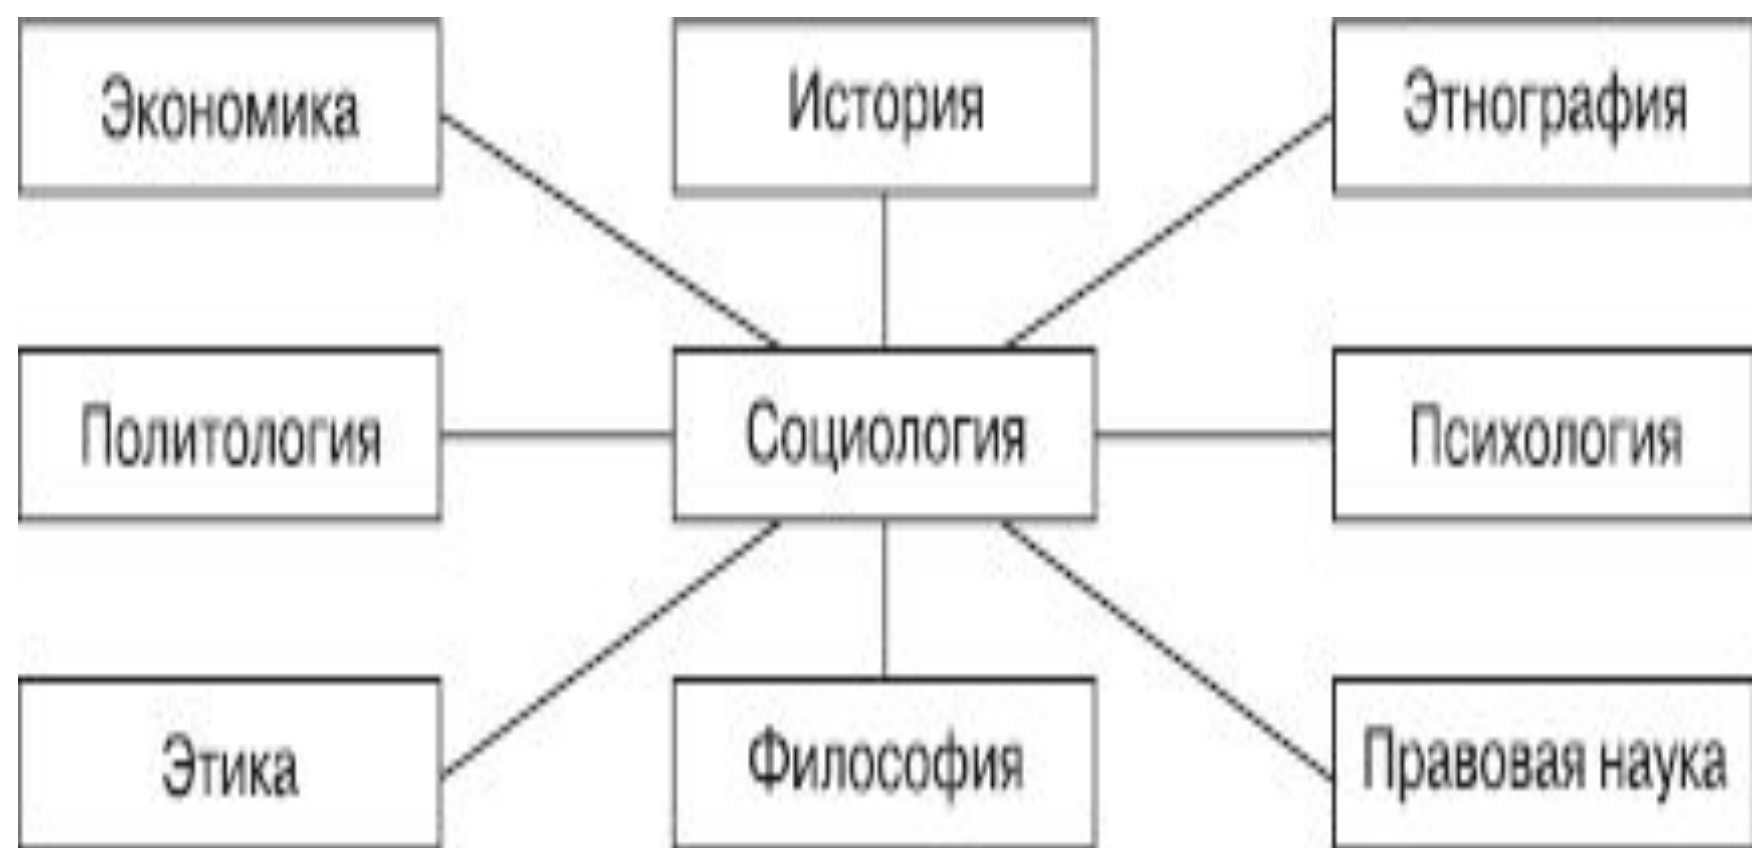 Экономика
История
Этнография
Политология
Социология
Психология
Этика
Философия
Правовая наука